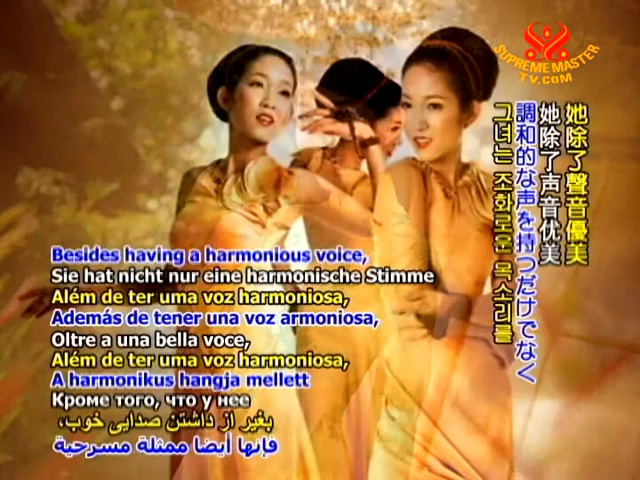 SUPREME MASTER
TV.COM
她除了聲音優美
她除了声音优美
調和的な声を持つだけでなく
그녀는 조화로운 목소리를
Besides having a harmonious voice,
Sie hat nicht nur eine harmonische Stimme
Além de ter uma voz harmoniosa,
Además de tener una voz armoniosa,
Oltre a una bella voce,
Além de ter uma voz harmoniosa,
A harmonikus hangja mellett
Кроме того, что у нее
بغیر از داشتن صدایی خوب،
فإنها أيضا ممثلة مسرحية